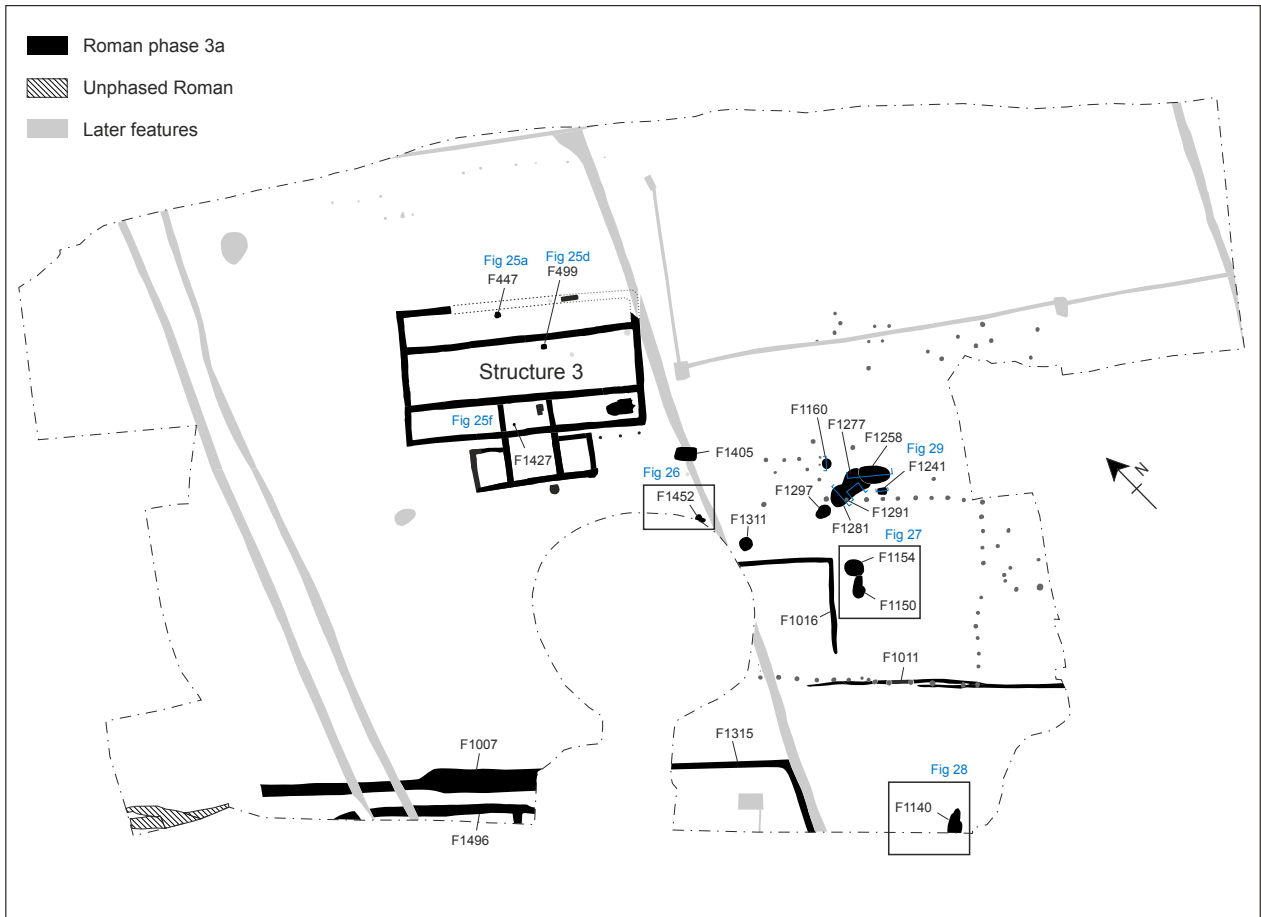 Roman phase 3a
Unphased Roman
Later features
Fig 25a
Fig 25d
F447
F499
Structure 3
Fig 25f
F1427
F1160
F1277
F1258
Fig 29
F1241
F1405
Fig 26
F1452
F1297
F1291
F1281
F1311
Fig 27
F1154
F1150
F1016
F1011
F1007
F1315
Fig 28
F1140
F1496
N